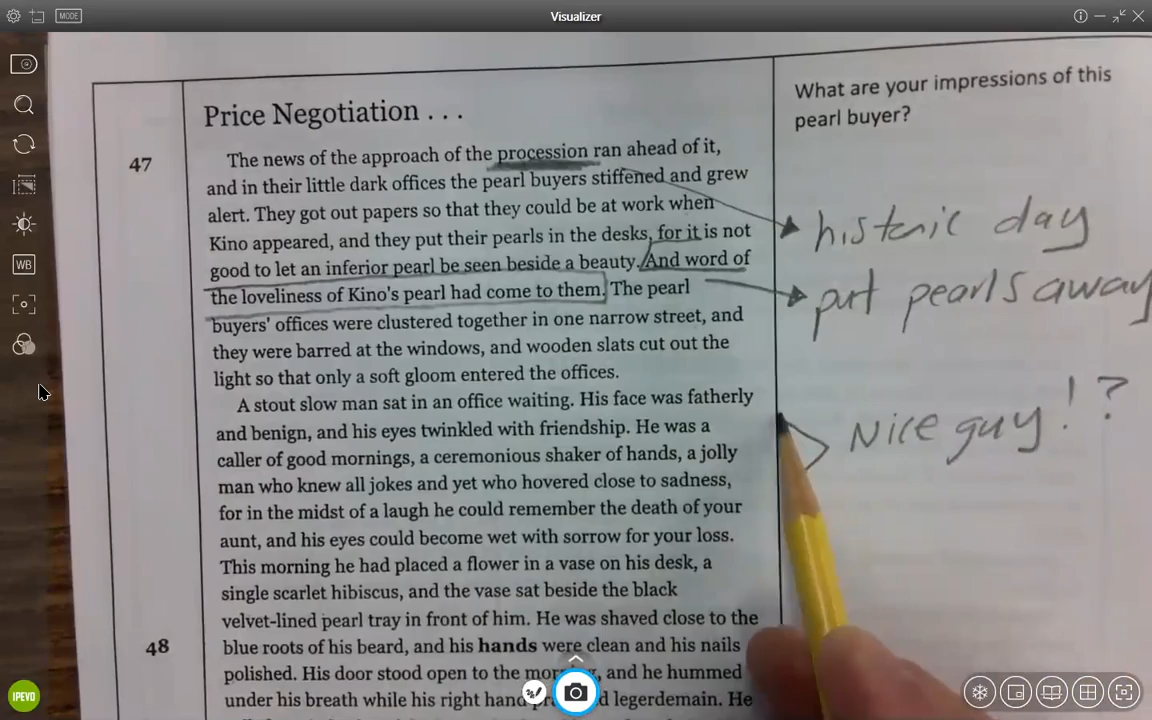 MODE
Visualizer
WB
Price Negotiation . . .
47
The news of the approach of the procession ran ahead of it,
and in their little dark offices the pearl buyers stiffened and grew
alert. They got out papers so that they could be at work when
Kino appeared, and they put their pearls in the desks, for it is not
good to let an inferior pearl be seen beside a beauty. And word of
the loveliness of Kino's pearl had come to them. The pearl
buyers' offices were clustered together in one narrow street, and
they were barred at the windows, and wooden slats cut out the
light so that only a soft gloom entered the offices.
A stout slow man sat in an office waiting. His face was fatherly
and benign, and his eyes twinkled with friendship. He was a
caller of good mornings, a ceremonious shaker of hands, a jolly
man who knew all jokes and yet who hovered close to sadness,
for in the midst of a laugh he could remember the death of your
aunt, and his eyes could become wet with sorrow for your loss.
This morning he had placed a flower in a vase on his desk, a
single scarlet hibiscus, and the vase sat beside the black
velvet-lined pearl tray in front of him. He was shaved close to the
48
blue roots of his beard, and his hands were clean and his nails
polished. His door stood open to the and he hummed
under his breath while his right hand legerdemain. He
What are your impressions of this
pearl buyer?
historic day
put pearls away
Nice guy! ?
IPEVO